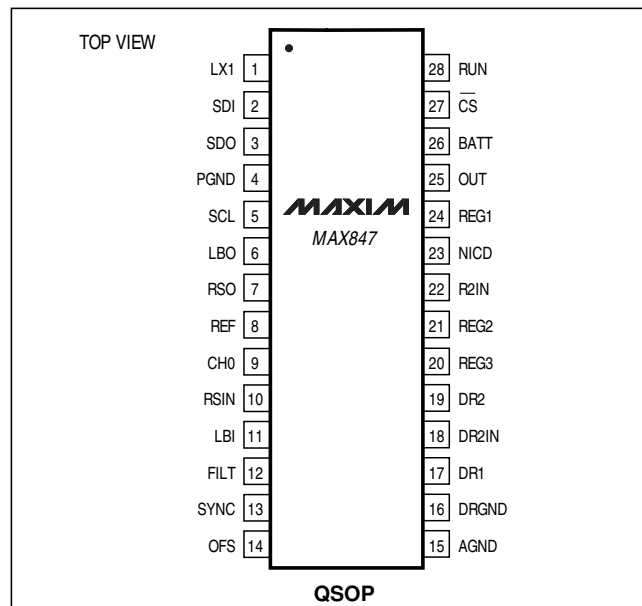 TOP VIEW
LX1 1
SDI 2
SDO 3
PGND 4
SCL 5
LBO 6
RSO 7
REF 8
CH0 9
RSIN 10
LBI 11
FILT 12
SYNC 13
OFS 14
MAXIM
MAX847
28 RUN
27 C̅S̅
26 BATT
25 OUT
24 REG1
23 NICD
22 R2IN
21 REG2
20 REG3
19 DR2
18 DR2IN
17 DR1
16 DRGND
15 AGND
QSOP